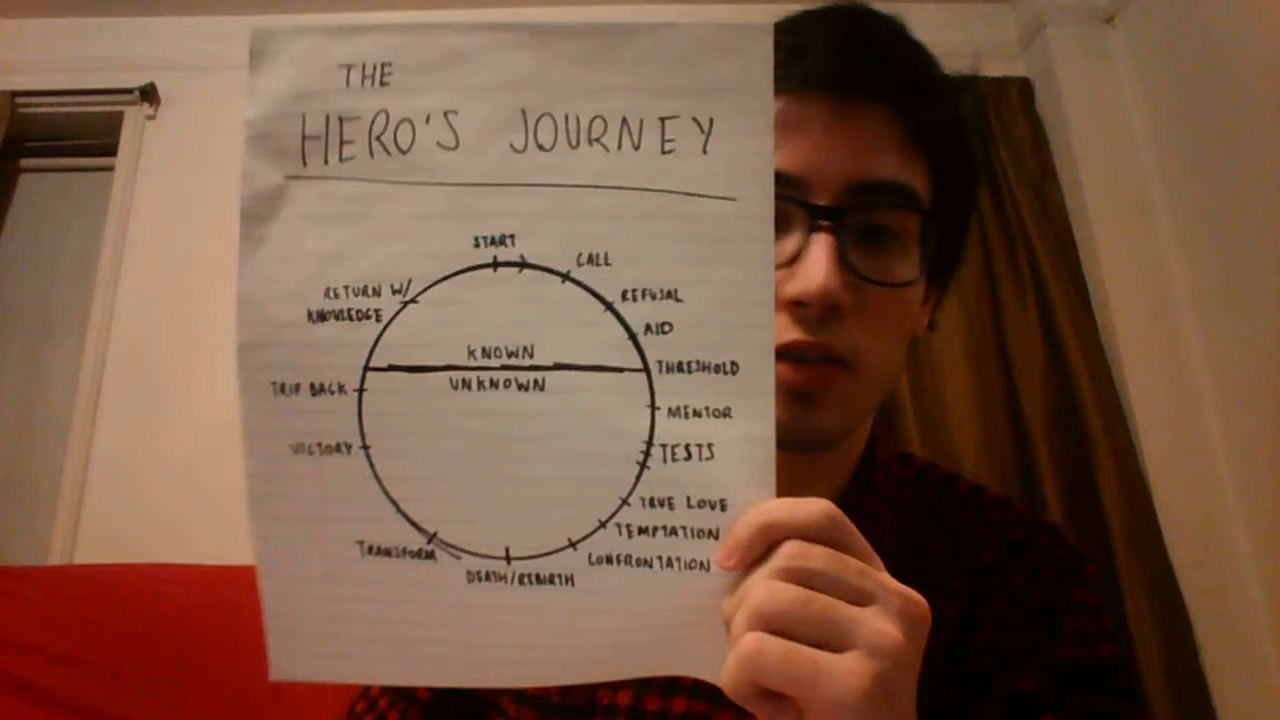 THE
HERO'S JOURNEY
START
CALL
REFUSAL
AID
THRESHOLD
MENTOR
TESTS
TRUE LOVE
TEMPTATION
CONFRONTATION
DEATH/REBIRTH
TRANSFORM
VICTORY
TRIP BACK
RETURN W/
KNOWLEDGE
KNOWN
UNKNOWN